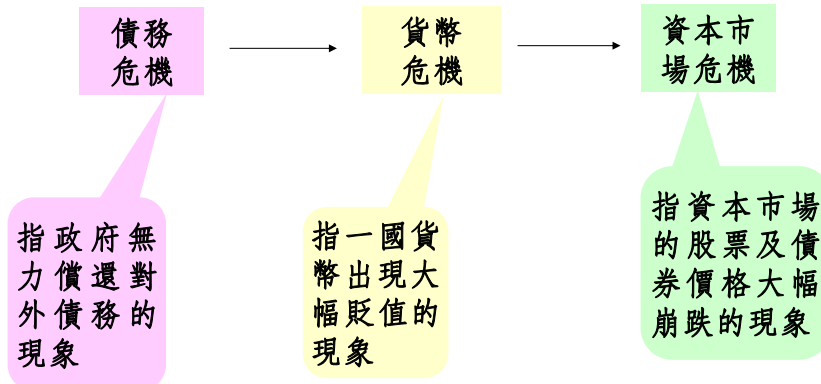 債務
危機
貨幣
危機
資本市
場危機
指政府無
力償還對
外債務的
現象
指一國貨
幣出現大
幅貶值的
現象
指資本市場
的股票及債
券價格大幅
崩跌的現象